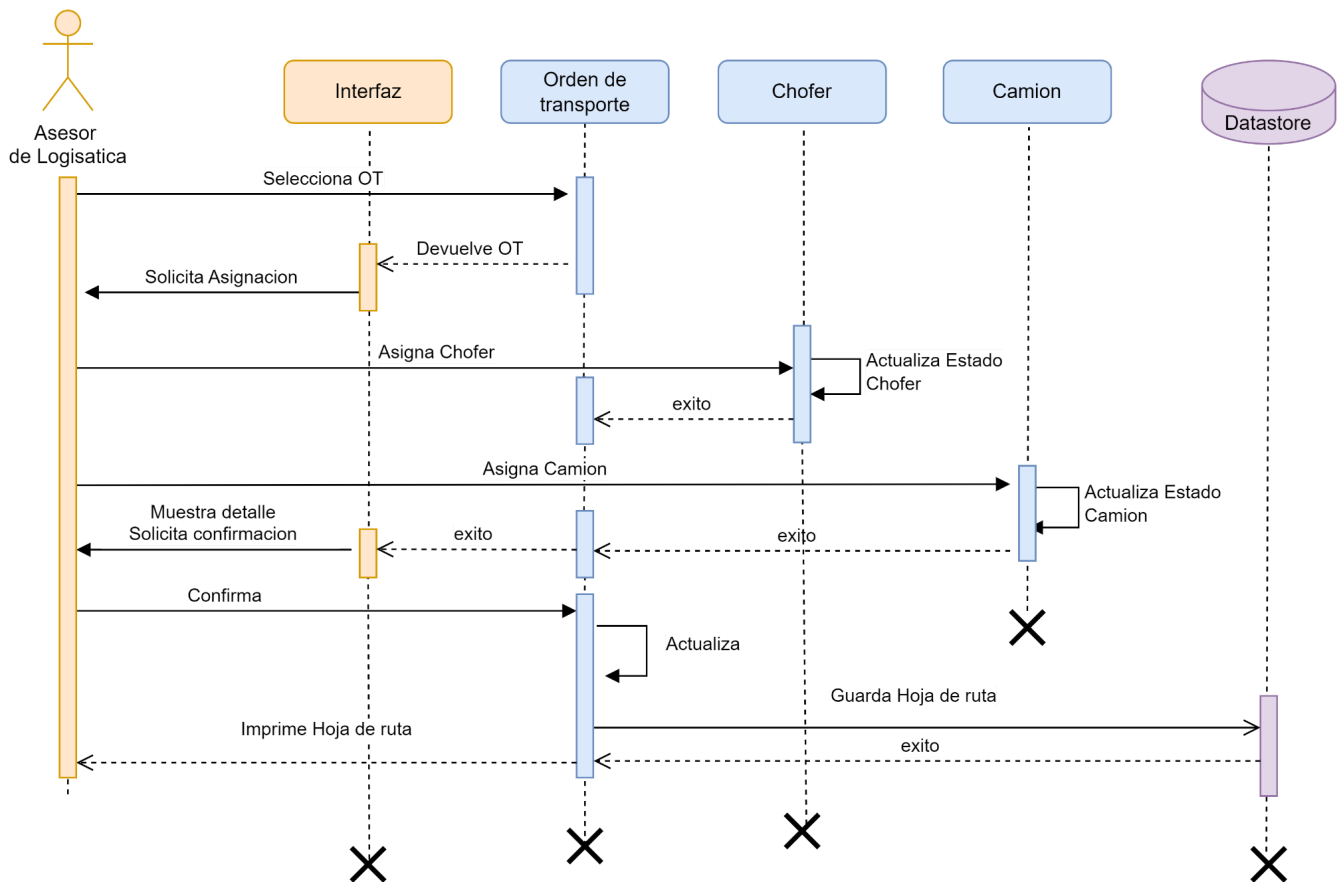 Asesor
de Logisatica
Interfaz
Orden de
transporte
Chofer
Camion
Datastore
Selecciona OT
Devuelve OT
Solicita Asignacion
Asigna Chofer
Actualiza Estado
Chofer
exito
Asigna Camion
Actualiza Estado
Camion
Muestra detalle
Solicita confirmacion
exito
exito
Confirma
Actualiza
Guarda Hoja de ruta
Imprime Hoja de ruta
exito